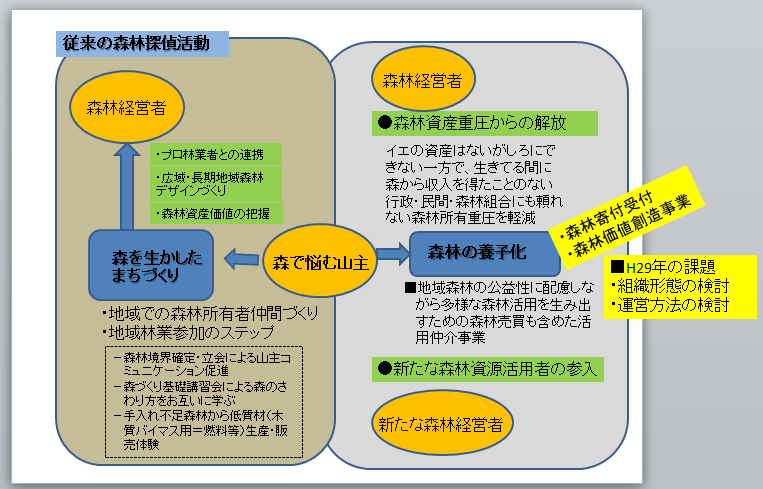 従来の森林探偵活動
森林経営者
・プロ林業者との連携
・広域・長期地域森林
デザインづくり
・森林資産価値の把握
森を生かした
まちづくり
・地域での森林所有者仲間づくり
・地域林業参加のステップ
－森林境界確定・立会による山主コ
ミュニケーション促進
－森づくり基礎講習会による森のさ
わり方をお互いに学ぶ
－手入れ不足森林から低質材（木
質バイマス用＝燃料等）生産・販
売体験
森で悩む山主
森林経営者
●森林資産重圧からの解放
イエの資産はないがしろにで
きない一方で、生きてる間に
森から収入を得たことのない
行政・民間・森林組合にも頼れ
ない森林所有重圧を軽減
森林の養子化
・森林寄付受付
・森林価値創造事業
■H29年の課題
・組織形態の検討
・運営方法の検討
■地域森林の公益性に配慮しな
がら多様な森林活用を生み出
すための森林売買も含めた活
用仲介事業
●新たな森林資源活用者の参入
新たな森林経営者